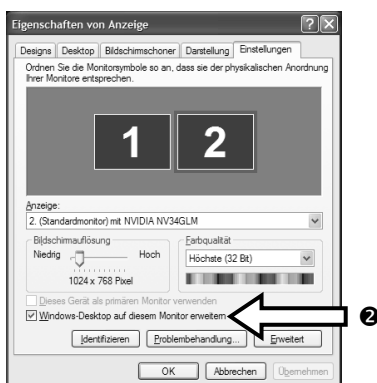 Eigenschaften von Anzeige
Designs Desktop Bildschirmschoner Darstellung Einstellungen
Ordnen Sie die Monitorsymbole so an, dass sie der physikalischen Anordnung
Ihrer Monitore entsprechen.
1 2
Anzeige:
2. (Standardmonitor) mit NVIDIA NV34GLM
Bildschirmauflösung
Niedrig Hoch
1024 x 768 Pixel
Farbqualität
Höchste (32 Bit)
Dieses Gerät als primären Monitor verwenden
Windows-Desktop auf diesem Monitor erweitern
❷
Identifizieren Problembehandlung... Erweitert
OK Abbrechen Übernehmen